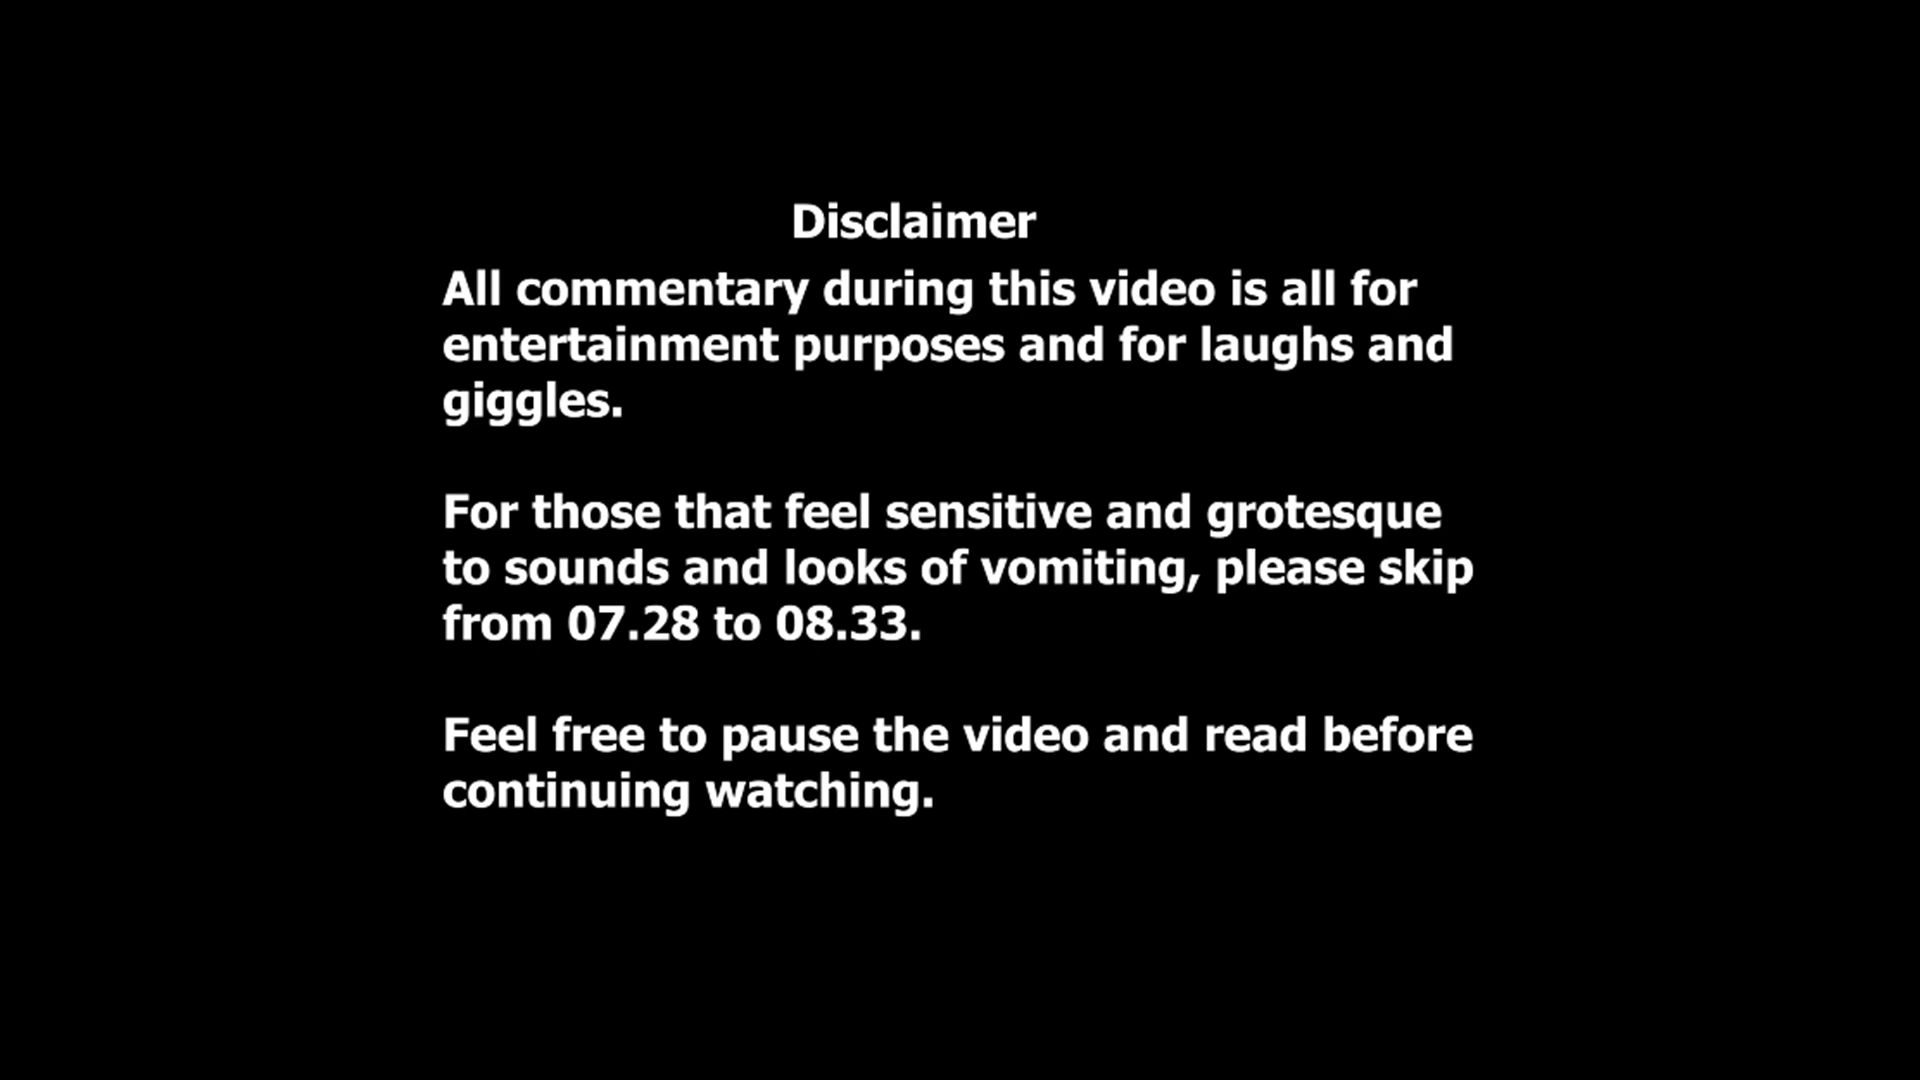 Disclaimer
All commentary during this video is all for
entertainment purposes and for laughs and
giggles.
For those that feel sensitive and grotesque
to sounds and looks of vomiting, please skip
from 07.28 to 08.33.
Feel free to pause the video and read before
continuing watching.